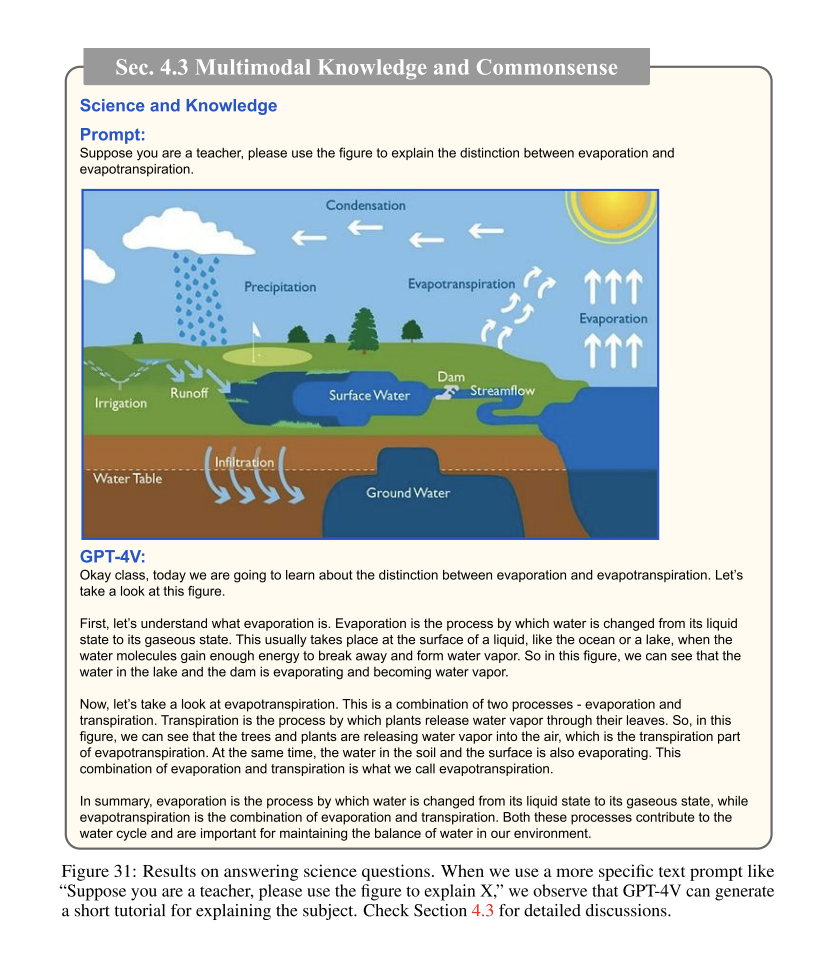 Sec. 4.3 Multimodal Knowledge and Commonsense
Science and Knowledge
Prompt:
Suppose you are a teacher, please use the figure to explain the distinction between evaporation and
evapotranspiration.
Condensation
Precipitation
Evapotranspiration
Evaporation
Irrigation
Runoff
Surface Water
Dam
Streamflow
Infiltration
Water Table
Ground Water
GPT-4V:
Okay class, today we are going to learn about the distinction between evaporation and evapotranspiration. Let's
take a look at this figure.
First, let's understand what evaporation is. Evaporation is the process by which water is changed from its liquid
state to its gaseous state. This usually takes place at the surface of a liquid, like the ocean or a lake, when the
water molecules gain enough energy to break away and form water vapor. So in this figure, we can see that the
water in the lake and the dam is evaporating and becoming water vapor.
Now, let's take a look at evapotranspiration. This is a combination of two processes - evaporation and
transpiration. Transpiration is the process by which plants release water vapor through their leaves. So, in this
figure, we can see that the trees and plants are releasing water vapor into the air, which is the transpiration part
of evapotranspiration. At the same time, the water in the soil and the surface is also evaporating. This
combination of evaporation and transpiration is what we call evapotranspiration.
In summary, evaporation is the process by which water is changed from its liquid state to its gaseous state, while
evapotranspiration is the combination of evaporation and transpiration. Both these processes contribute to the
water cycle and are important for maintaining the balance of water in our environment.
Figure 31: Results on answering science questions. When we use a more specific text prompt like
“Suppose you are a teacher, please use the figure to explain X,” we observe that GPT-4V can generate
a short tutorial for explaining the subject. Check Section 4.3 for detailed discussions.